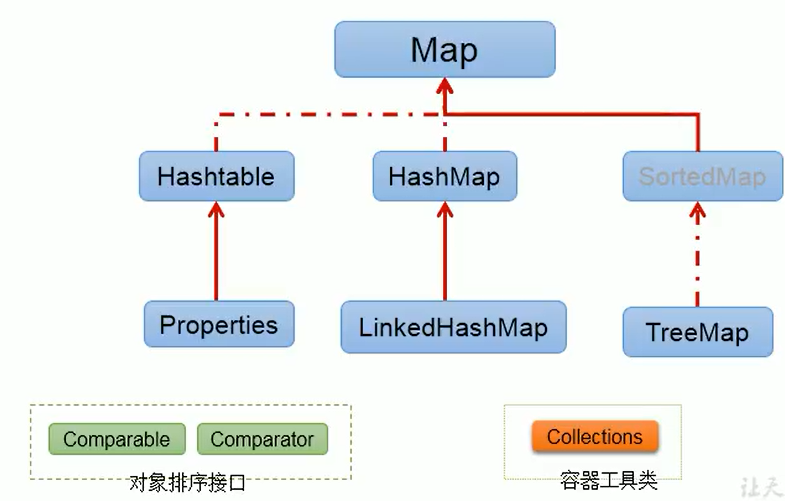 Map
Hashtable
HashMap
SortedMap
Properties
LinkedHashMap
TreeMap
Comparable
Comparator
对象排序接口
Collections
容器工具类
让天